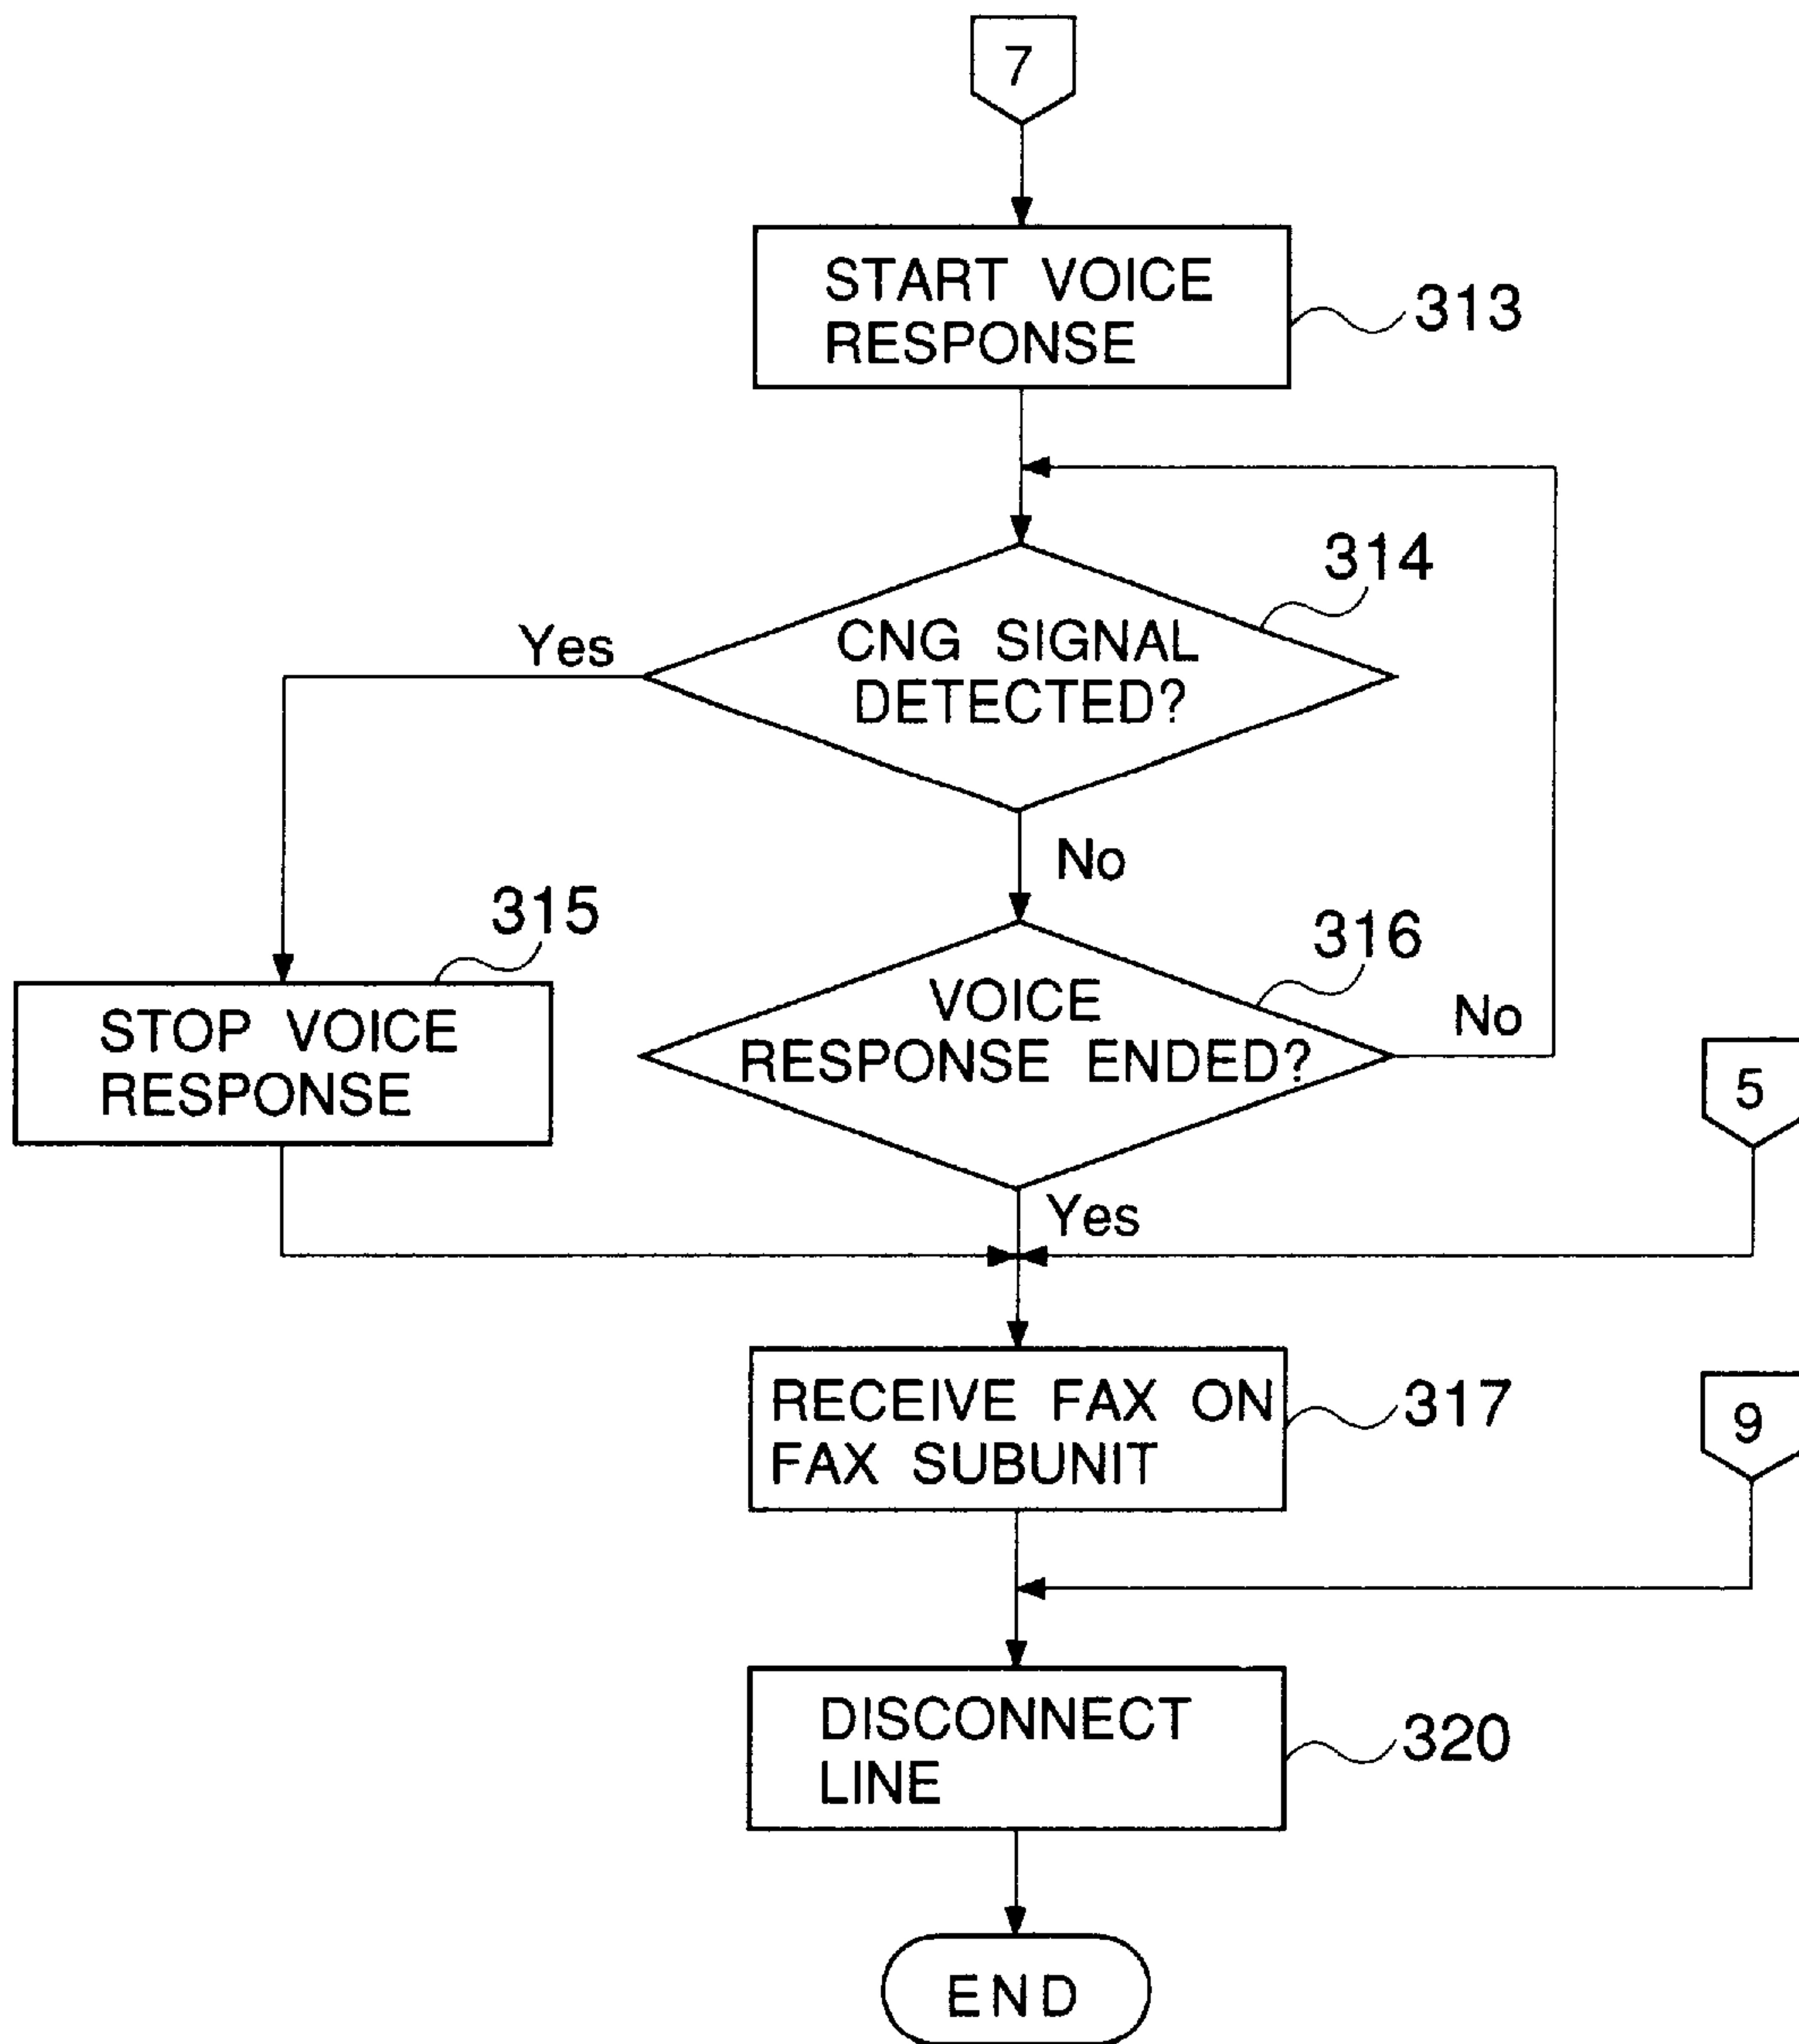 7
START VOICE
RESPONSE
313
314
CNG SIGNAL
DETECTED?
Yes
No
315
STOP VOICE
RESPONSE
316
VOICE
RESPONSE ENDED?
No
5
Yes
RECEIVE FAX ON
FAX SUBUNIT
317
9
DISCONNECT
LINE
320
END